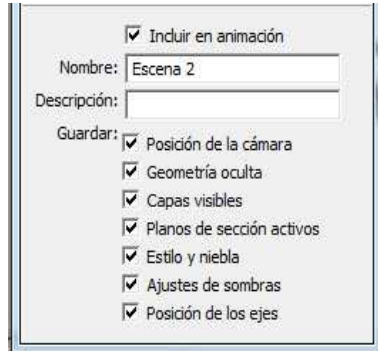 Incluir en animación
Nombre: Escena 2
Descripción:
Guardar: Posición de la cámara
Geometría oculta
Capas visibles
Planos de sección activos
Estilo y niebla
Ajustes de sombras
Posición de los ejes